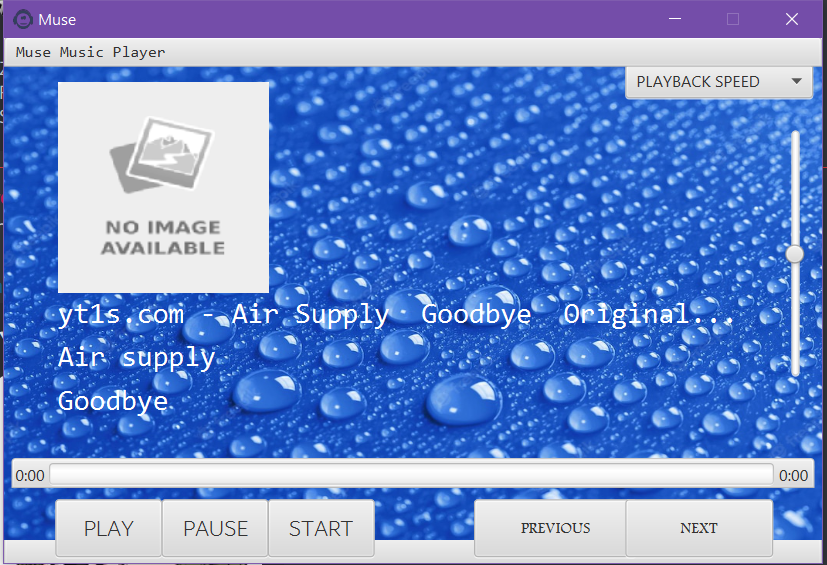 Muse
Muse Music Player
PLAYBACK SPEED
NO IMAGE
AVAILABLE
yt1s.com - Air Supply  Goodbye  Original...
Air supply
Goodbye
0:00 0:00
PLAY PAUSE START PREVIOUS NEXT